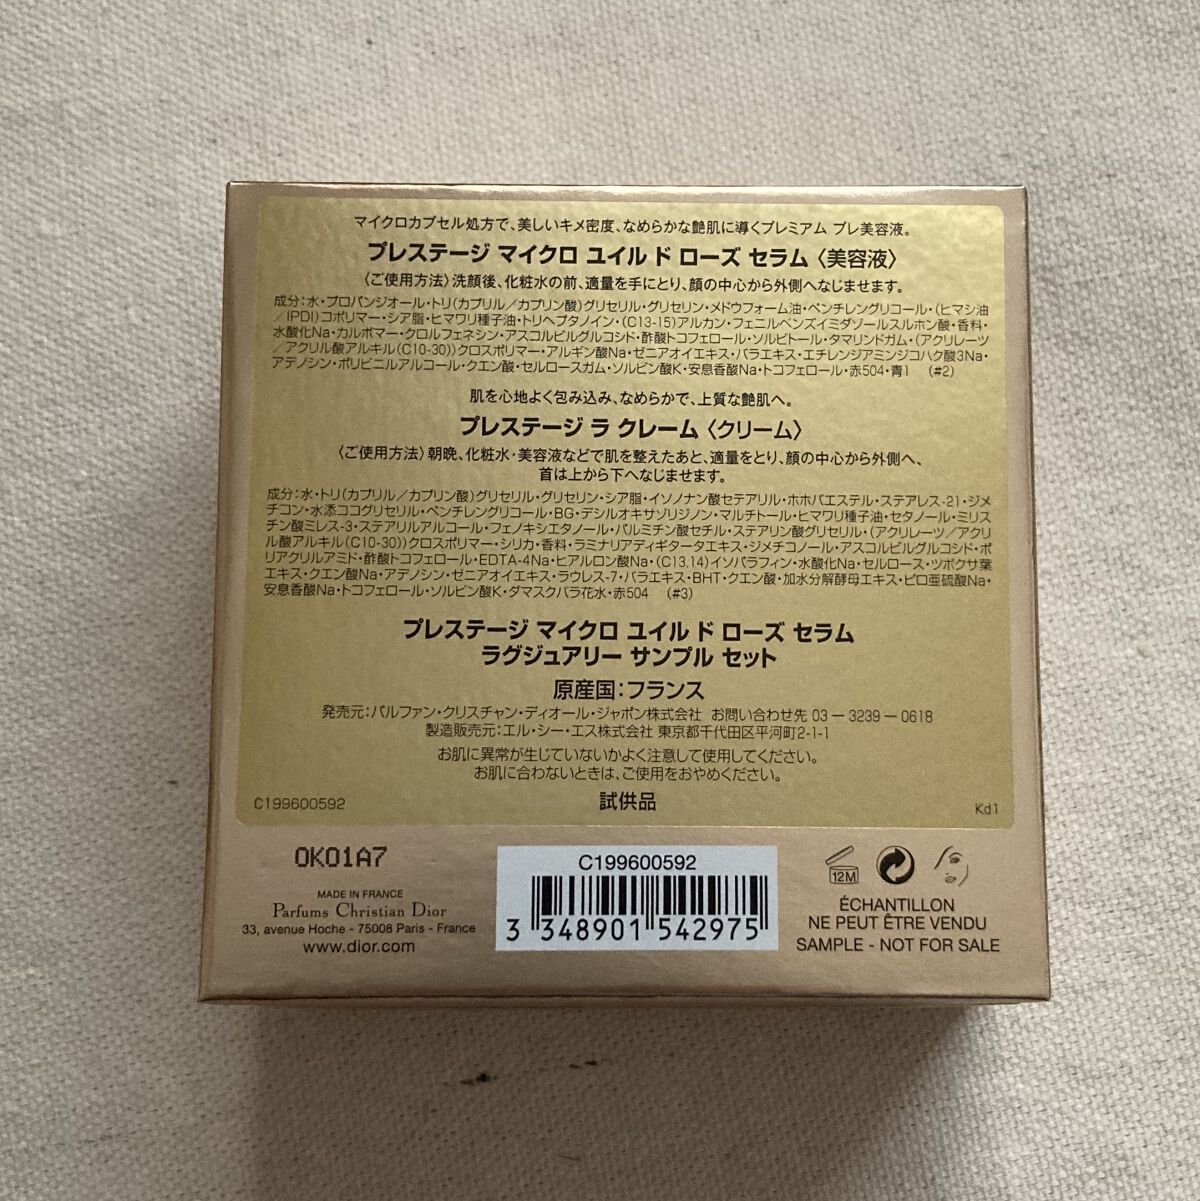 マイクロカプセル処方で、美しいキメ密度、なめらかな艶肌に導くプレミアム プレ美容液。
プレステージ マイクロ ユイル ド ローズ セラム〈美容液〉
〈ご使用方法〉洗顔後、化粧水の前、適量を手にとり、顔の中心から外側へなじませます。
成分:水・プロパンジオール・トリ(カプリル/カプリン酸)グリセリル・グリセリン・メドウフォーム油・ペンチレングリコール・(ヒマシ油
/IPDI)コポリマー・シア脂・ヒマワリ種子油・トリヘプタノイン・(C13-15)アルカン・フェニルベンズイミダゾールスルホン酸・香料・
水酸化Na・カルボマー・クロルフェネシン・アスコルビルグルコシド・酢酸トコフェロール・ソルビトール・タマリンドガム・(アクリレーツ
/アクリル酸アルキル(C10-30))クロスポリマー・アルギン酸Na・ゼニアオイエキス・バラエキス・エチレンジアミンジコハク酸3Na・
アデノシン・ポリビニルアルコール・クエン酸・セルロースガム・ソルビン酸K・安息香酸Na・トコフェロール・赤504・青1 (#2)
肌を心地よく包み込み、なめらかで、上質な艶肌へ。
プレステージ ラ クレーム〈クリーム〉
〈ご使用方法〉朝晩、化粧水・美容液などで肌を整えたあと、適量をとり、顔の中心から外側へ、
首は上から下へなじませます。
成分:水・トリ(カプリル/カプリン酸)グリセリル・グリセリン・シア脂・イソノナン酸セテアリル・ホホバエステル・ステアレス-21・ジメ
チコン・水添ココグリセリル・ペンチレングリコール・BG・デシルオキサゾリジノン・マルチトール・ヒマワリ種子油・セタノール・ミリス
チン酸ミレス-3・ステアリルアルコール・フェノキシエタノール・パルミチン酸セチル・ステアリン酸グリセリル・(アクリレーツ/アクリ
ル酸アルキル(C10-30))クロスポリマー・シリカ・香料・ラミナリアディギタータエキス・ジメチコノール・アスコルビルグルコシド・ポ
リアクリルアミド・酢酸トコフェロール・EDTA-4Na・ヒアルロン酸Na・(C13,14)イソパラフィン・水酸化Na・セルロース・ツボクサ葉
エキス・クエン酸Na・アデノシン・ゼニアオイエキス・ラウレス-7・バラエキス・BHT・クエン酸・加水分解酵母エキス・ピロ亜硫酸Na・
安息香酸Na・トコフェロール・ソルビン酸K・ダマスクバラ花水・赤504 (#3)
プレステージ マイクロ ユイル ド ローズ セラム
ラグジュアリー サンプル セット
原産国:フランス
発売元:パルファン・クリスチャン・ディオール・ジャポン株式会社 お問い合わせ先 03－3239－0618
製造販売元:エル・シー・エス株式会社 東京都千代田区平河町2-1-1
お肌に異常が生じていないかよく注意して使用してください。
お肌に合わないときは、ご使用をおやめください。
試供品
C199600592
Kd1
0K01A7
MADE IN FRANCE
Parfums Christian Dior
33, avenue Hoche - 75008 Paris - France
www.dior.com
C199600592
3 348901 542975
12M
ÉCHANTILLON
NE PEUT ÊTRE VENDU
SAMPLE - NOT FOR SALE